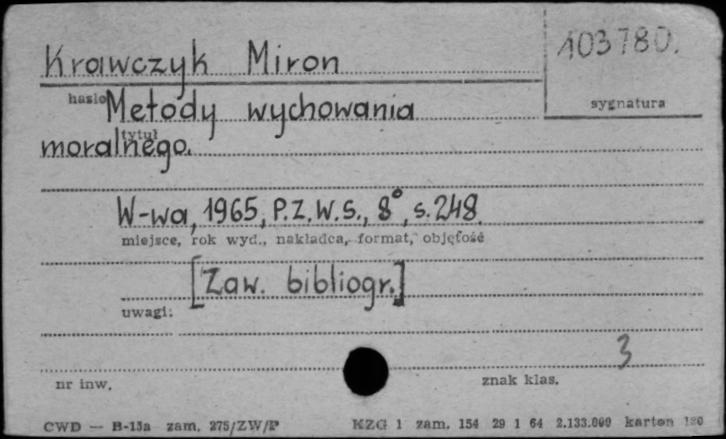 Krawczyk Miron
103780.
hasło
sygnatura
Metody wychowania
tytuł
moralnego.
W-wa, 1965, P.Z.W.S., 8°, s. 248.
miejsce, rok wyd., nakładca, format, objętość
[Zaw. bibliogr.]
uwagi:
3
nr inw.
znak klas.
CWD — B-13a zam. 275/ZW/P
KZG 1 zam. 154 29 1 64 2.133.000 karton